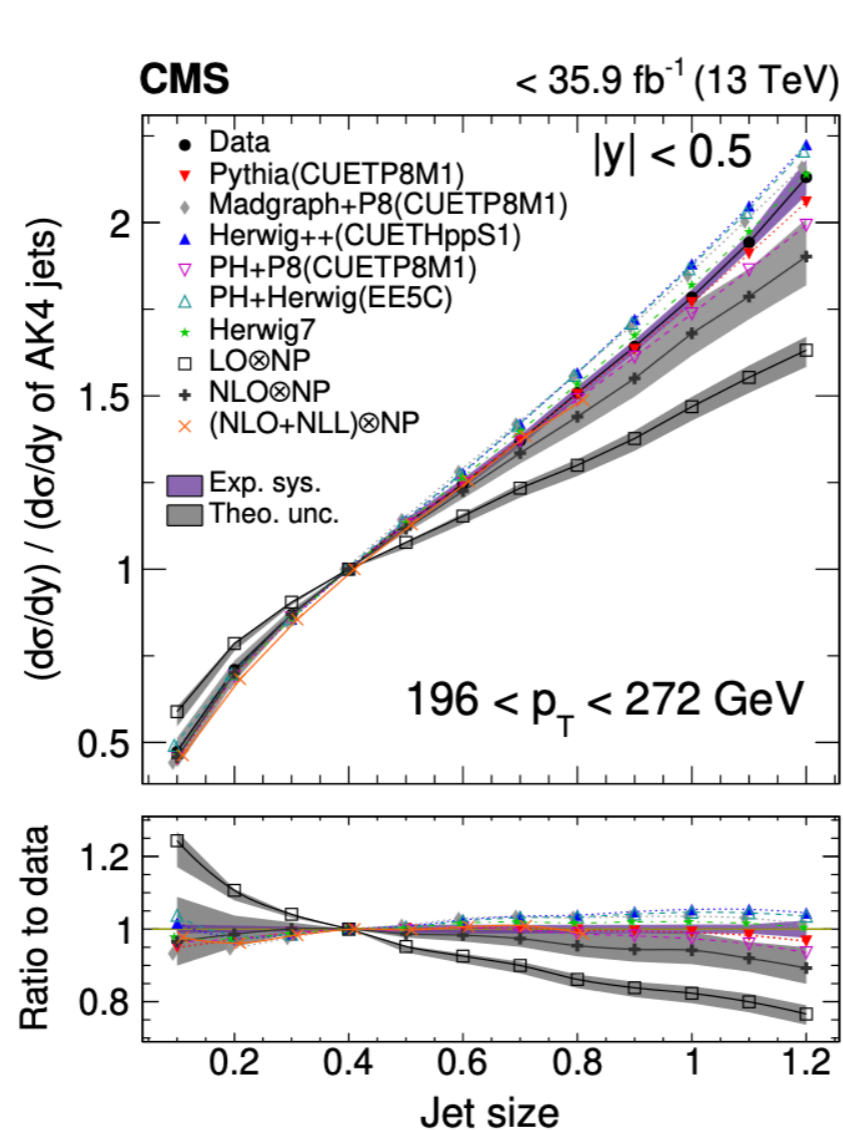 CMS
< 35.9 fb⁻¹ (13 TeV)
Data
Pythia(CUETP8M1)
Madgraph+P8(CUETP8M1)
Herwig++(CUETHppS1)
PH+P8(CUETP8M1)
PH+Herwig(EE5C)
Herwig7
LO⊗NP
NLO⊗NP
(NLO+NLL)⊗NP
Exp. sys.
Theo. unc.
|y| < 0.5
196 < p_T < 272 GeV
(dσ/dy) / (dσ/dy of AK4 jets)
2
1.5
1
0.5
Ratio to data
1.2
1
0.8
0.2 0.4 0.6 0.8 1 1.2
Jet size